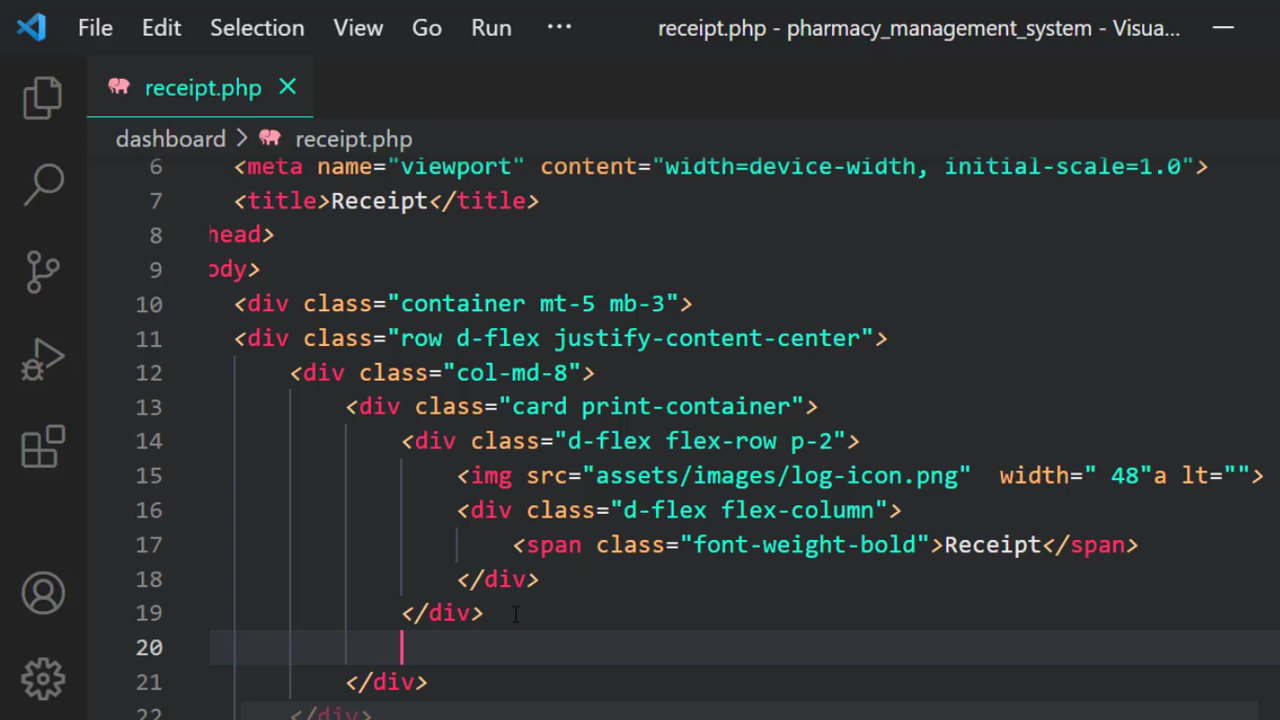 File Edit Selection View Go Run ··· receipt.php - pharmacy_management_system - Visua...
receipt.php
dashboard > receipt.php
6 <meta name="viewport" content="width=device-width, initial-scale=1.0">
7 <title>Receipt</title>
8 head>
9 ody>
10 <div class="container mt-5 mb-3">
11 <div class="row d-flex justify-content-center">
12 <div class="col-md-8">
13 <div class="card print-container">
14 <div class="d-flex flex-row p-2">
15 <img src="assets/images/log-icon.png" width=" 48"a lt="">
16 <div class="d-flex flex-column">
17 <span class="font-weight-bold">Receipt</span>
18 </div>
19 </div>
20
21 </div>
22 </div>